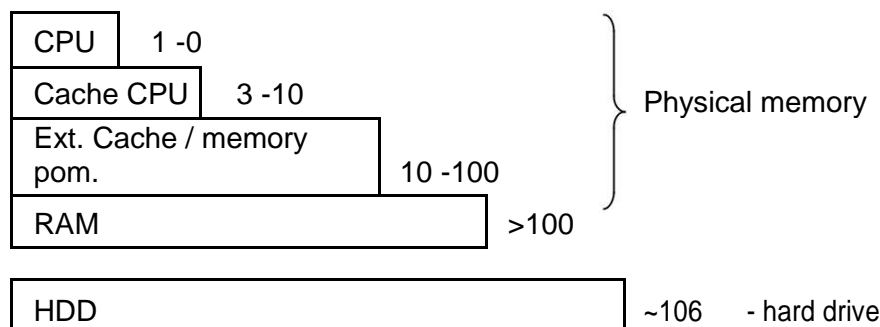 CPU 1 -0
Cache CPU 3 -10
Physical memory
Ext. Cache / memory
pom. 10 -100
RAM >100
HDD ~106 - hard drive